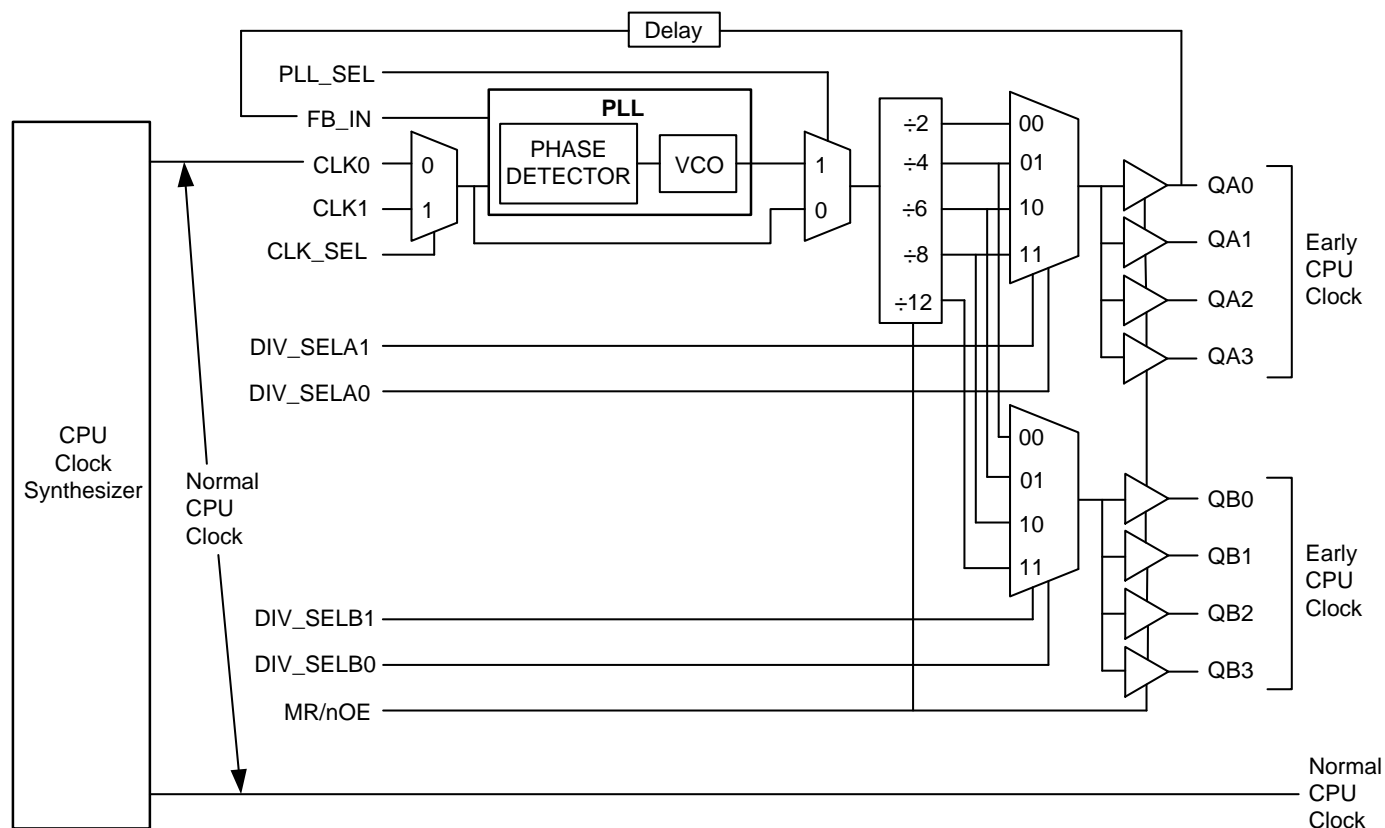 Delay
PLL_SEL
FB_IN
PLL
PHASE
DETECTOR
VCO
CLK0
CLK1
CLK_SEL
0
1
1
0
÷2
÷4
÷6
÷8
÷12
00
01
10
11
QA0
QA1
QA2
QA3
Early
CPU
Clock
DIV_SELA1
DIV_SELA0
CPU
Clock
Synthesizer
Normal
CPU
Clock
00
01
10
11
QB0
QB1
QB2
QB3
Early
CPU
Clock
DIV_SELB1
DIV_SELB0
MR/nOE
Normal
CPU
Clock